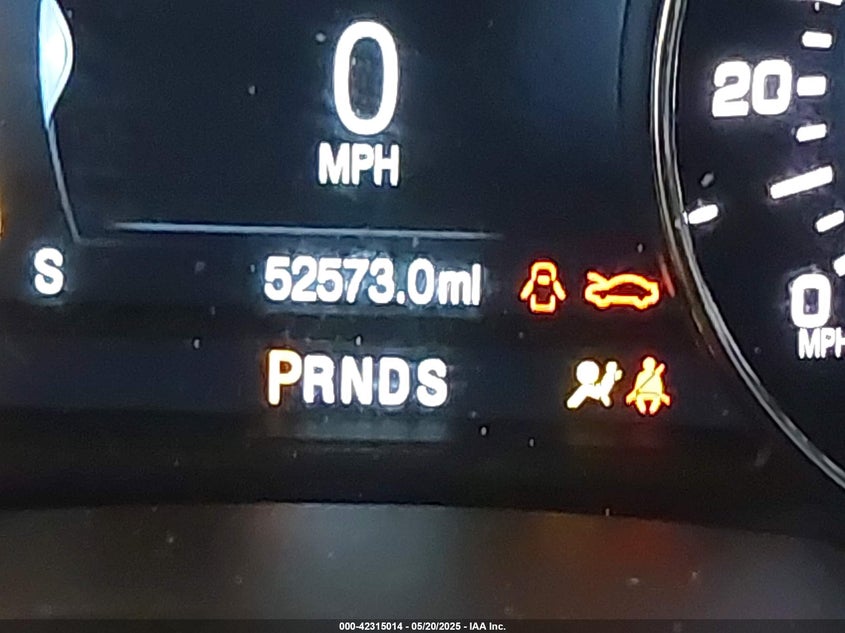 0
MPH
20
S
52573.0mi
0
MPH
PRNDS
000-42315014 - 05/20/2025 - IAA Inc.